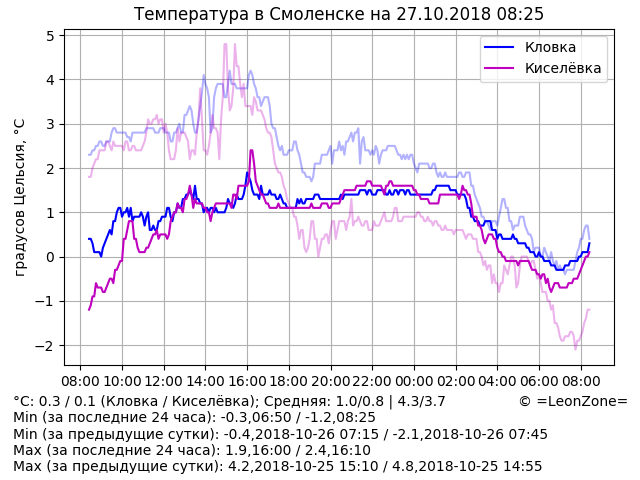 Температура в Смоленске на 27.10.2018 08:25
Кловка
Киселёвка
градусов Цельсия, °C
5
4
3
2
1
0
−1
−2
08:00 10:00 12:00 14:00 16:00 18:00 20:00 22:00 00:00 02:00 04:00 06:00 08:00
°C: 0.3 / 0.1 (Кловка / Киселёвка); Средняя: 1.0/0.8 | 4.3/3.7 © =LeonZone=
Min (за последние 24 часа): -0.3,06:50 / -1.2,08:25
Min (за предыдущие сутки): -0.4,2018-10-26 07:15 / -2.1,2018-10-26 07:45
Max (за последние 24 часа): 1.9,16:00 / 2.4,16:10
Max (за предыдущие сутки): 4.2,2018-10-25 15:10 / 4.8,2018-10-25 14:55